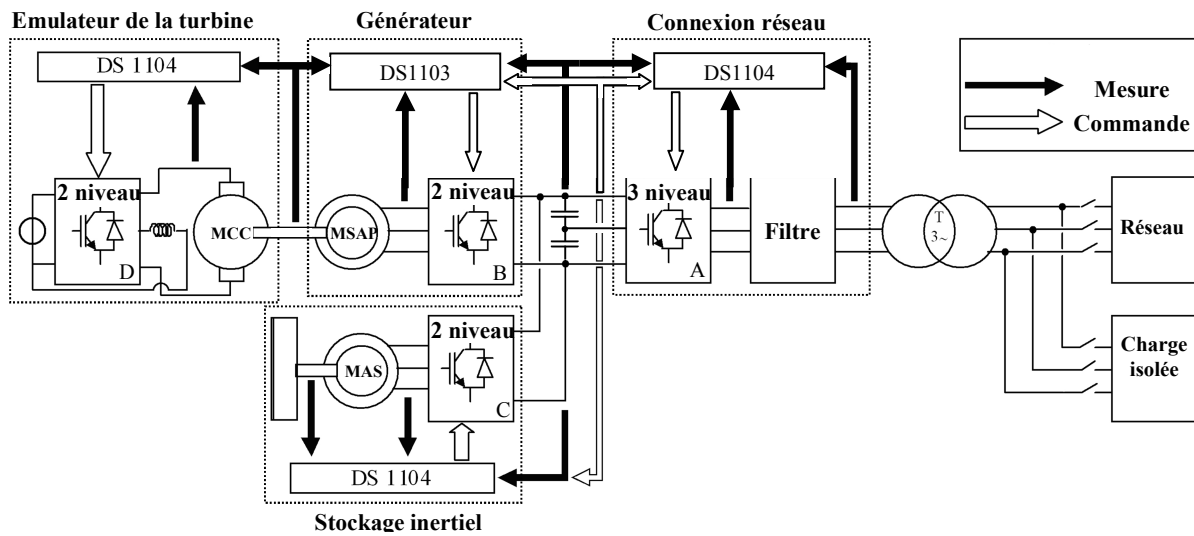 Emulateur de la turbine
Générateur
Connexion réseau
DS 1104
DS1103
DS1104
Mesure
Commande
2 niveau
MCC
D
MSAP
2 niveau
B
3 niveau
A
Filtre
T
3~
Réseau
2 niveau
MAS
C
Charge
isolée
DS 1104
Stockage inertiel